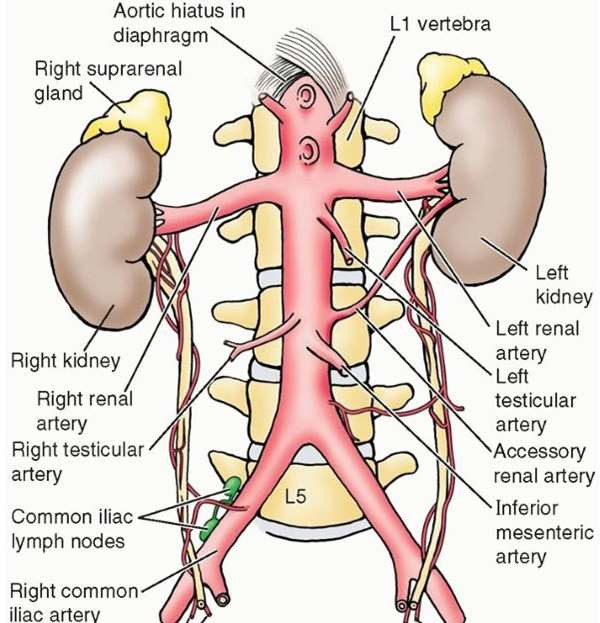 Aortic hiatus in
diaphragm
L1 vertebra
Right suprarenal
gland
Left
kidney
Left renal
artery
Right kidney
Left
testicular
artery
Right renal
artery
Right testicular
artery
Accessory
renal artery
L5
Inferior
mesenteric
artery
Common iliac
lymph nodes
Right common
iliac artery